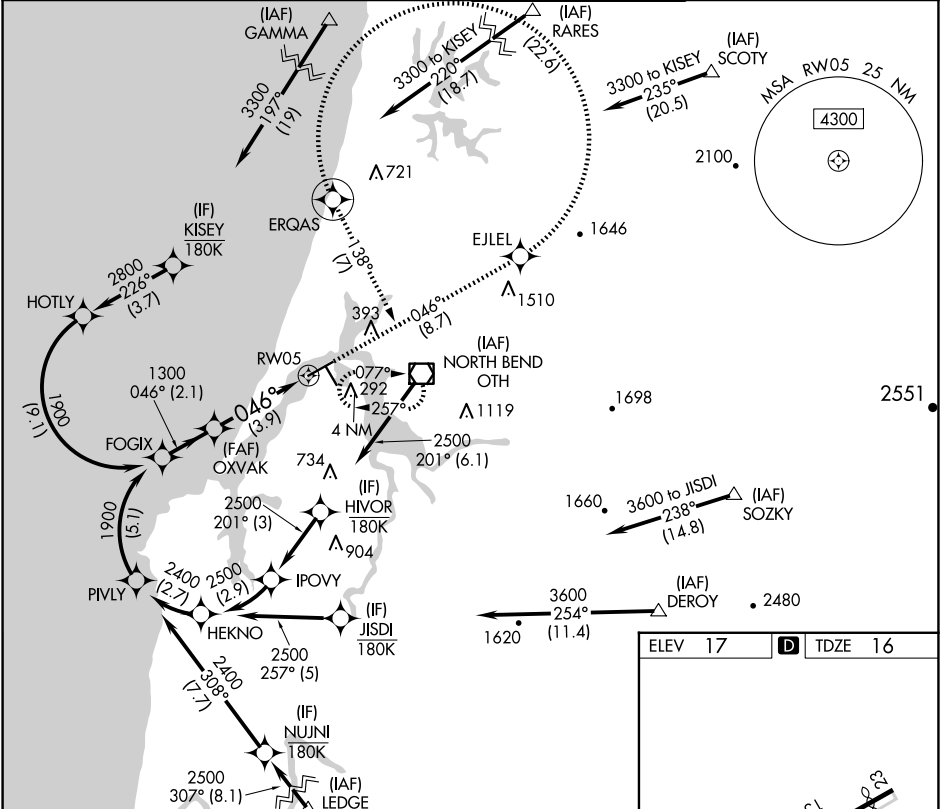 (IAF)
GAMMA
3300
197°
(19)
(IAF)
RARES
3300 to KISEY
220°
(18.7)
(22.6)
(IAF)
SCOTY
3300 to KISEY
235°
(20.5)
MSA RW05 25 NM
4300
2100
721
ERQAS
138°
(7)
EJLEL
1646
1510
(IF)
KISEY
180K
2800
226°
(3.7)
HOTLY
393
046°
(8.7)
RW05
(IAF)
NORTH BEND
OTH
077°
292
257°
4 NM
1119
1698
2551
1300
046° (2.1)
046°
(3.9)
1900
(9.1)
FOGIX
(FAF)
OXVAK
2500
201° (6.1)
734
(IF)
HIVOR
180K
2500
201° (3)
904
1660
3600 to JISDI
238°
(14.8)
(IAF)
SOZKY
1900
(5.1)
PIVLY
2400
(2.7)
2500
(2.9)
IPOVY
HEKNO
(IF)
JISDI
180K
2500
257° (5)
3600
254°
(11.4)
(IAF)
DEROY
1620
2480
2400
308°
(7.7)
(IF)
NUJNI
180K
2500
307° (8.1)
(IAF)
LEDGE
ELEV 17 D TDZE 16
23